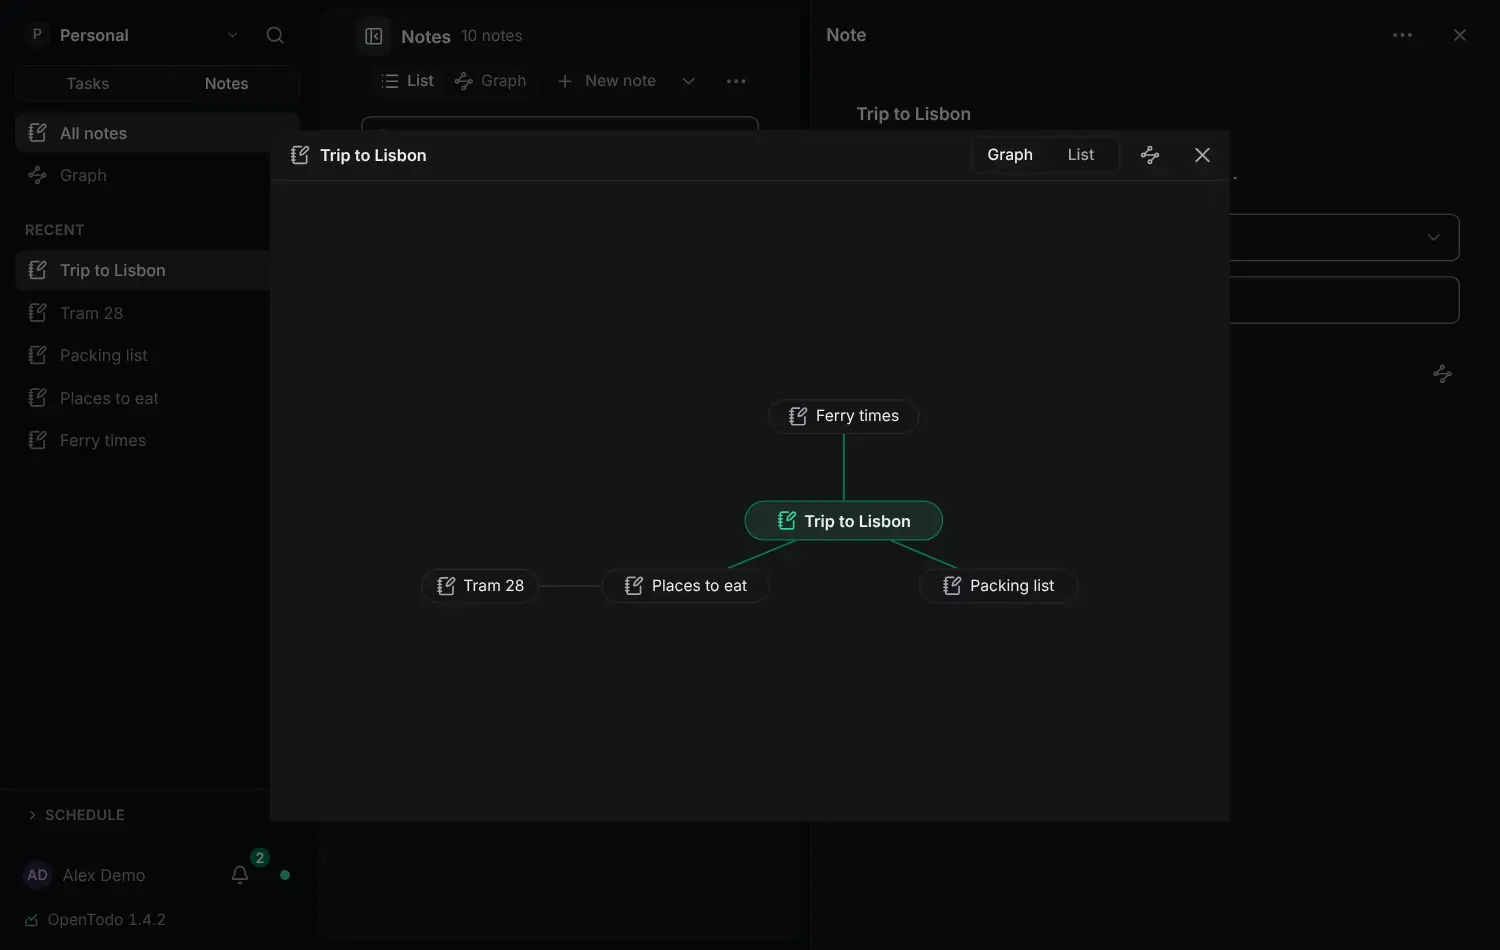 P Personal
Tasks Notes
All notes
Graph
RECENT
Trip to Lisbon
Tram 28
Packing list
Places to eat
Ferry times
SCHEDULE
AD Alex Demo 2
OpenTodo 1.4.2
Notes 10 notes
List Graph New note
Note
Trip to Lisbon
Trip to Lisbon
Graph List
Ferry times
Trip to Lisbon
Tram 28 Places to eat Packing list